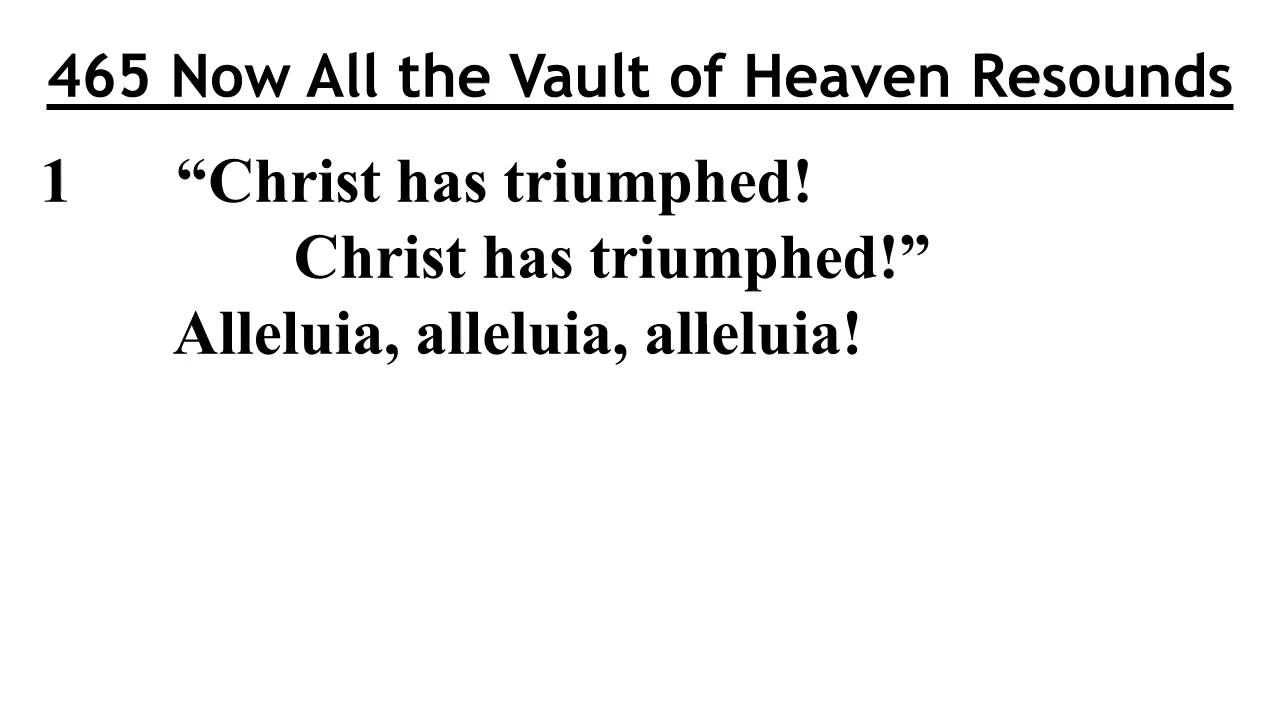 465 Now All the Vault of Heaven Resounds
1 “Christ has triumphed!
Christ has triumphed!”
Alleluia, alleluia, alleluia!